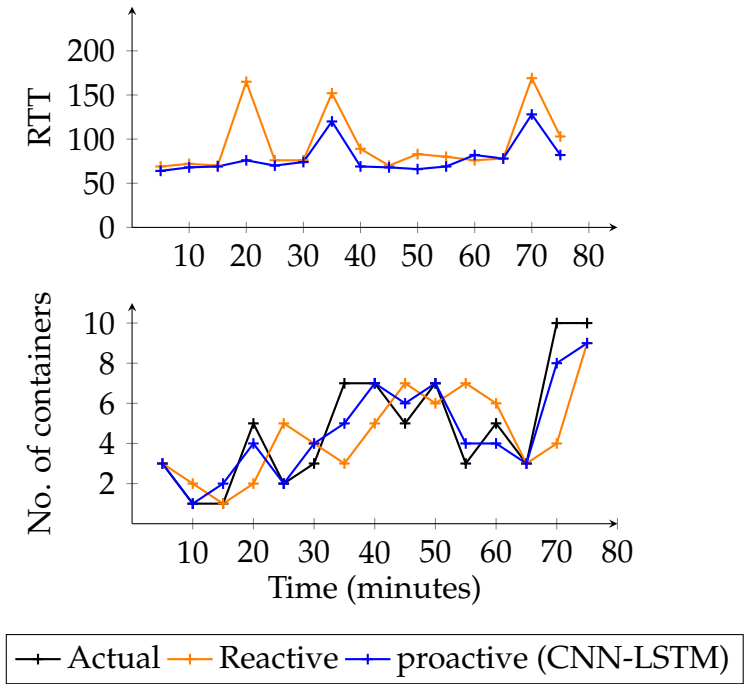 200
150
100
50
0
RTT
10 20 30 40 50 60 70 80
10
8
6
4
2
No. of containers
10 20 30 40 50 60 70 80
Time (minutes)
Actual Reactive proactive (CNN-LSTM)